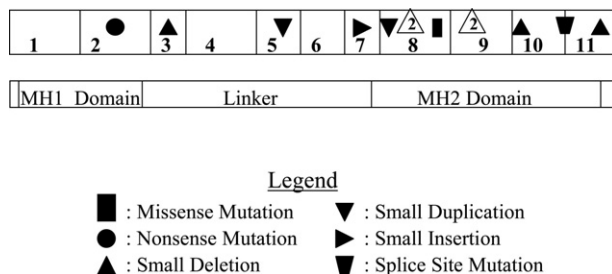 2 2
1 2 3 4 5 6 7 8 9 10 11
MH1 Domain Linker MH2 Domain
Legend
: Missense Mutation : Small Duplication
: Nonsense Mutation : Small Insertion
: Small Deletion : Splice Site Mutation